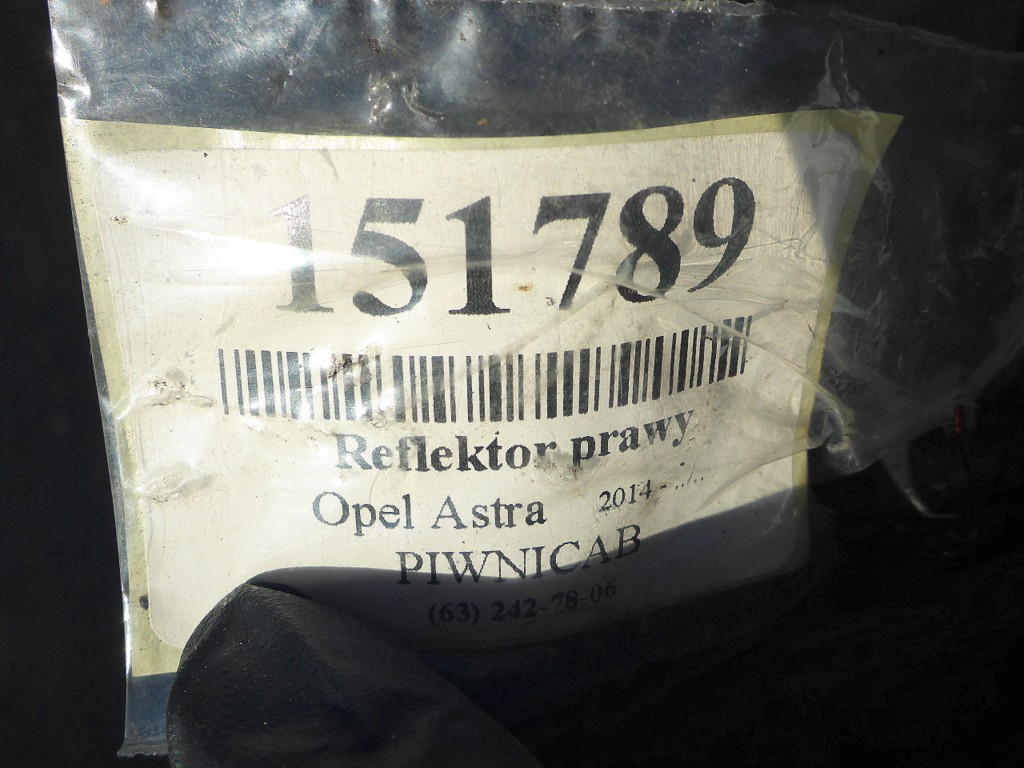 151789
Reflektor prawy
Opel Astra 2014 - ../..
PIWNICAB
(63) 242-78-06